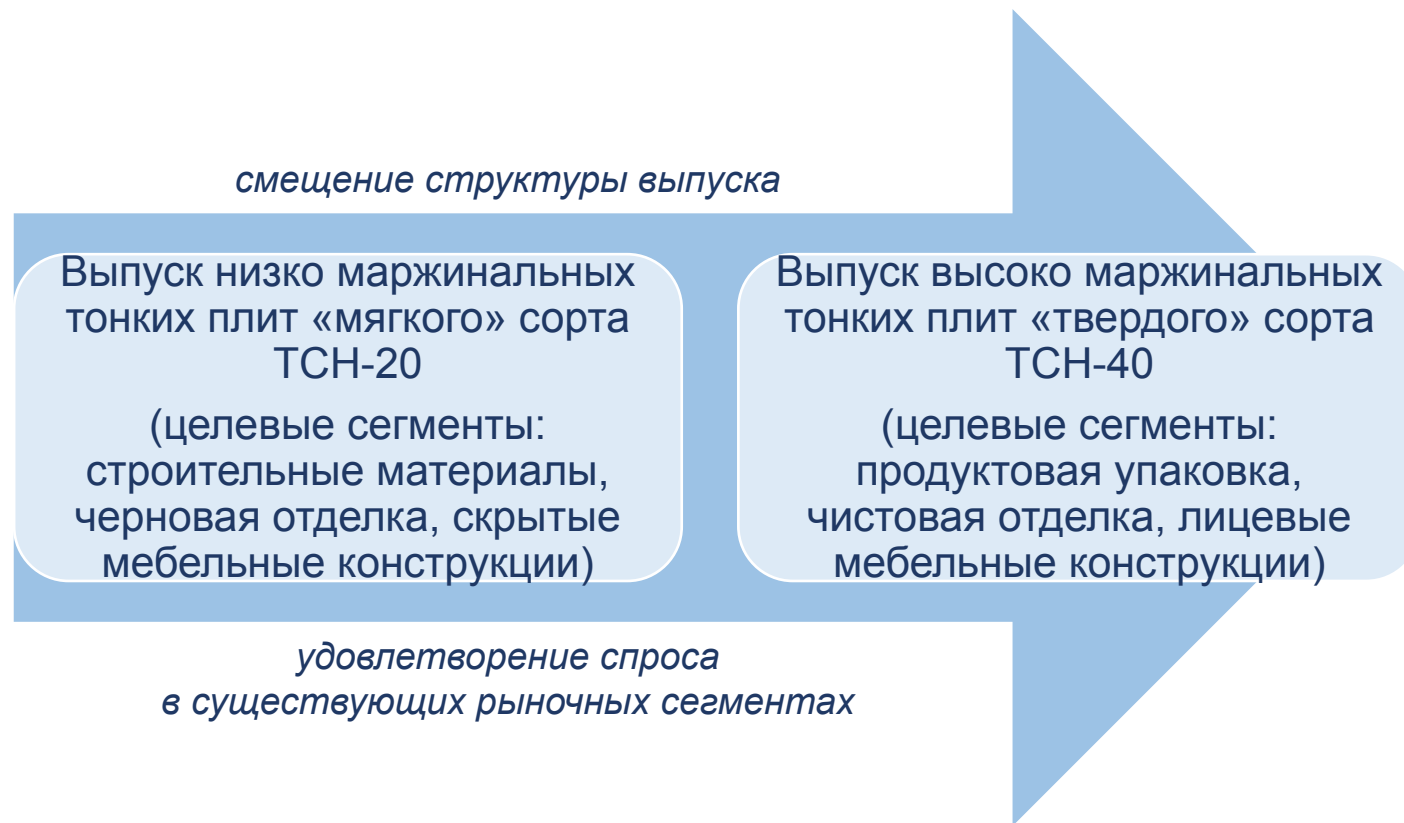 смещение структуры выпуска
Выпуск низко маржинальных
тонких плит «мягкого» сорта
ТСН-20
(целевые сегменты:
строительные материалы,
черновая отделка, скрытые
мебельные конструкции)
Выпуск высоко маржинальных
тонких плит «твердого» сорта
ТСН-40
(целевые сегменты:
продуктовая упаковка,
чистовая отделка, лицевые
мебельные конструкции)
удовлетворение спроса
в существующих рыночных сегментах